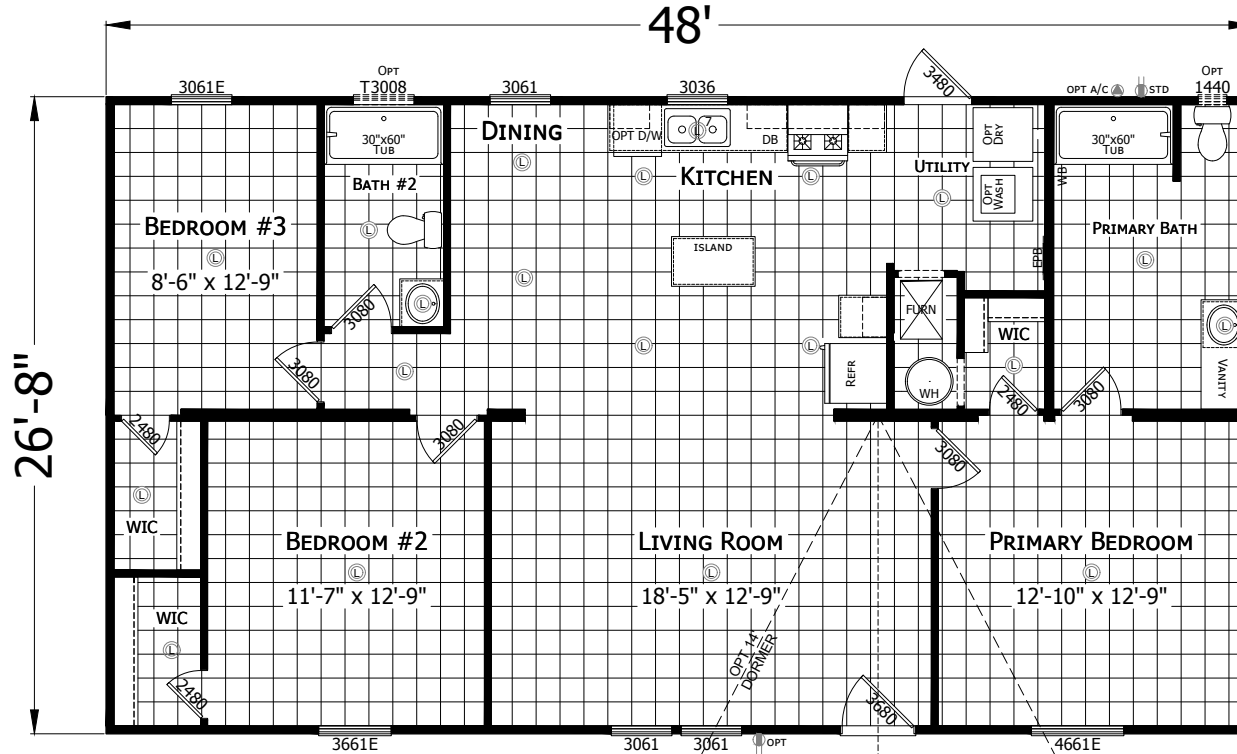 48'
26'-8"
3061E
OPT
T3008
3061
3036
3480
OPT A/C
STD
OPT
1440
30"x60"
TUB
DINING
OPT D/W
7
DB
OPT
DRY
30"x60"
TUB
BATH #2
KITCHEN
UTILITY
OPT
WASH
WB
BEDROOM #3
8'-6" x 12'-9"
L
L
L
L
L
L
PRIMARY BATH
L
L
ISLAND
EPB
L
L
3080
FURN
WIC
L
L
VANITY
3080
L
L
L
REFR
WH
L
2480
3080
2480
3080
3080
L
WIC
BEDROOM #2
L
11'-7" x 12'-9"
LIVING ROOM
L
18'-5" x 12'-9"
PRIMARY BEDROOM
L
12'-10" x 12'-9"
WIC
L
2480
OPT 14'
DORMER
3680
3661E
3061
3061
OPT
4661E